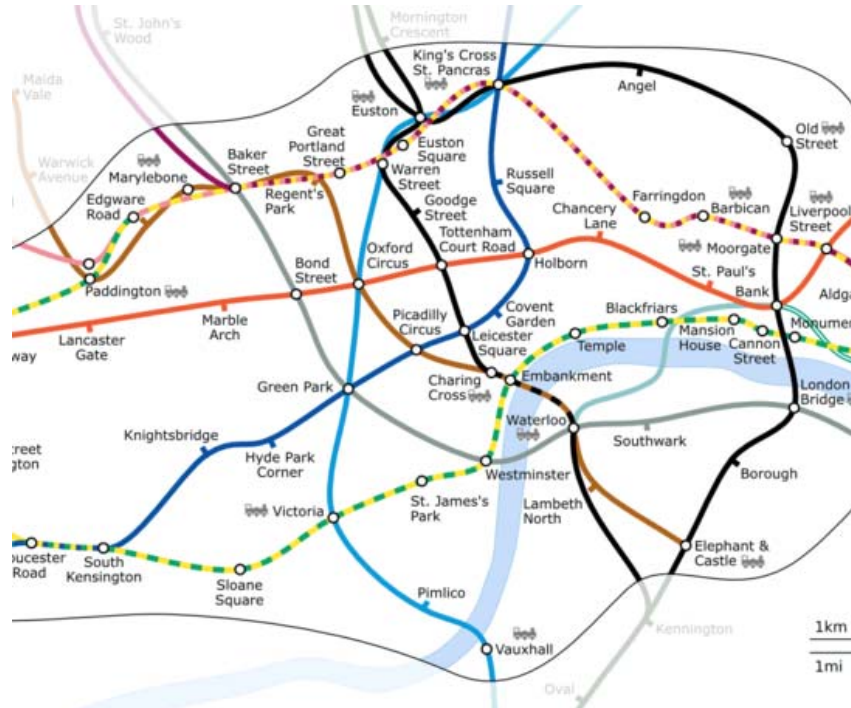 Mornington
Crescent
St. John's
Wood
King's Cross
St. Pancras
Maida
Vale
Angel
Euston
Old
Street
Great
Portland
Street
Euston
Square
Baker
Street
Marylebone
Warren
Street
Warwick
Avenue
Russell
Square
Edgware
Road
Regent's
Park
Goodge
Street
Farringdon
Barbican
Liverpool
Street
Chancery
Lane
Tottenham
Court Road
Moorgate
Oxford
Circus
Bond
Street
Holborn
St. Paul's
Bank
Paddington
Aldga
Marble
Arch
Picadilly
Circus
Covent
Garden
Blackfriars
Lancaster
Gate
way
Leicester
Square
Temple
Mansion
House
Cannon
Street
Monumen
Charing
Cross
Embankment
Green Park
London
Bridge
Waterloo
Knightsbridge
Southwark
treet
gton
Hyde Park
Corner
Westminster
Borough
St. James's
Park
Lambeth
North
Victoria
Elephant &
Castle
oucester
Road
South
Kensington
Sloane
Square
Pimlico
Kennington
1km
1mi
Vauxhall
Oval